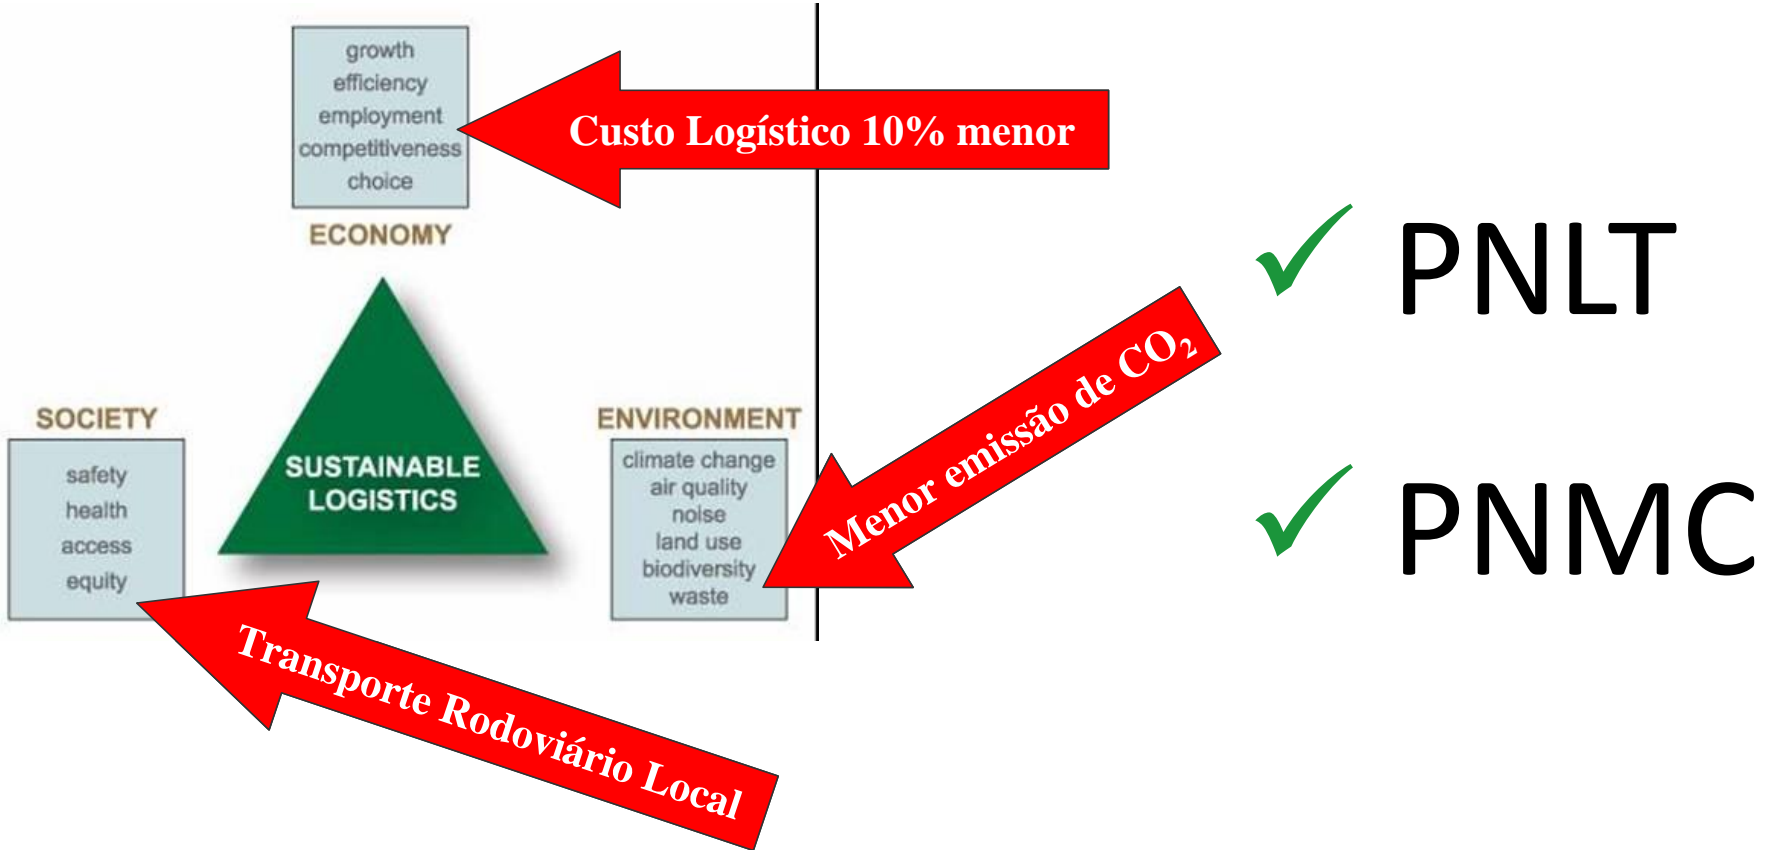 growth
efficiency
employment
competitiveness
choice
ECONOMY
Custo Logístico 10% menor
PNLT
Menor emissão de CO₂
SOCIETY
safety
health
access
equity
SUSTAINABLE
LOGISTICS
ENVIRONMENT
climate change
air quality
noise
land use
biodiversity
waste
PNMC
Transporte Rodoviário Local